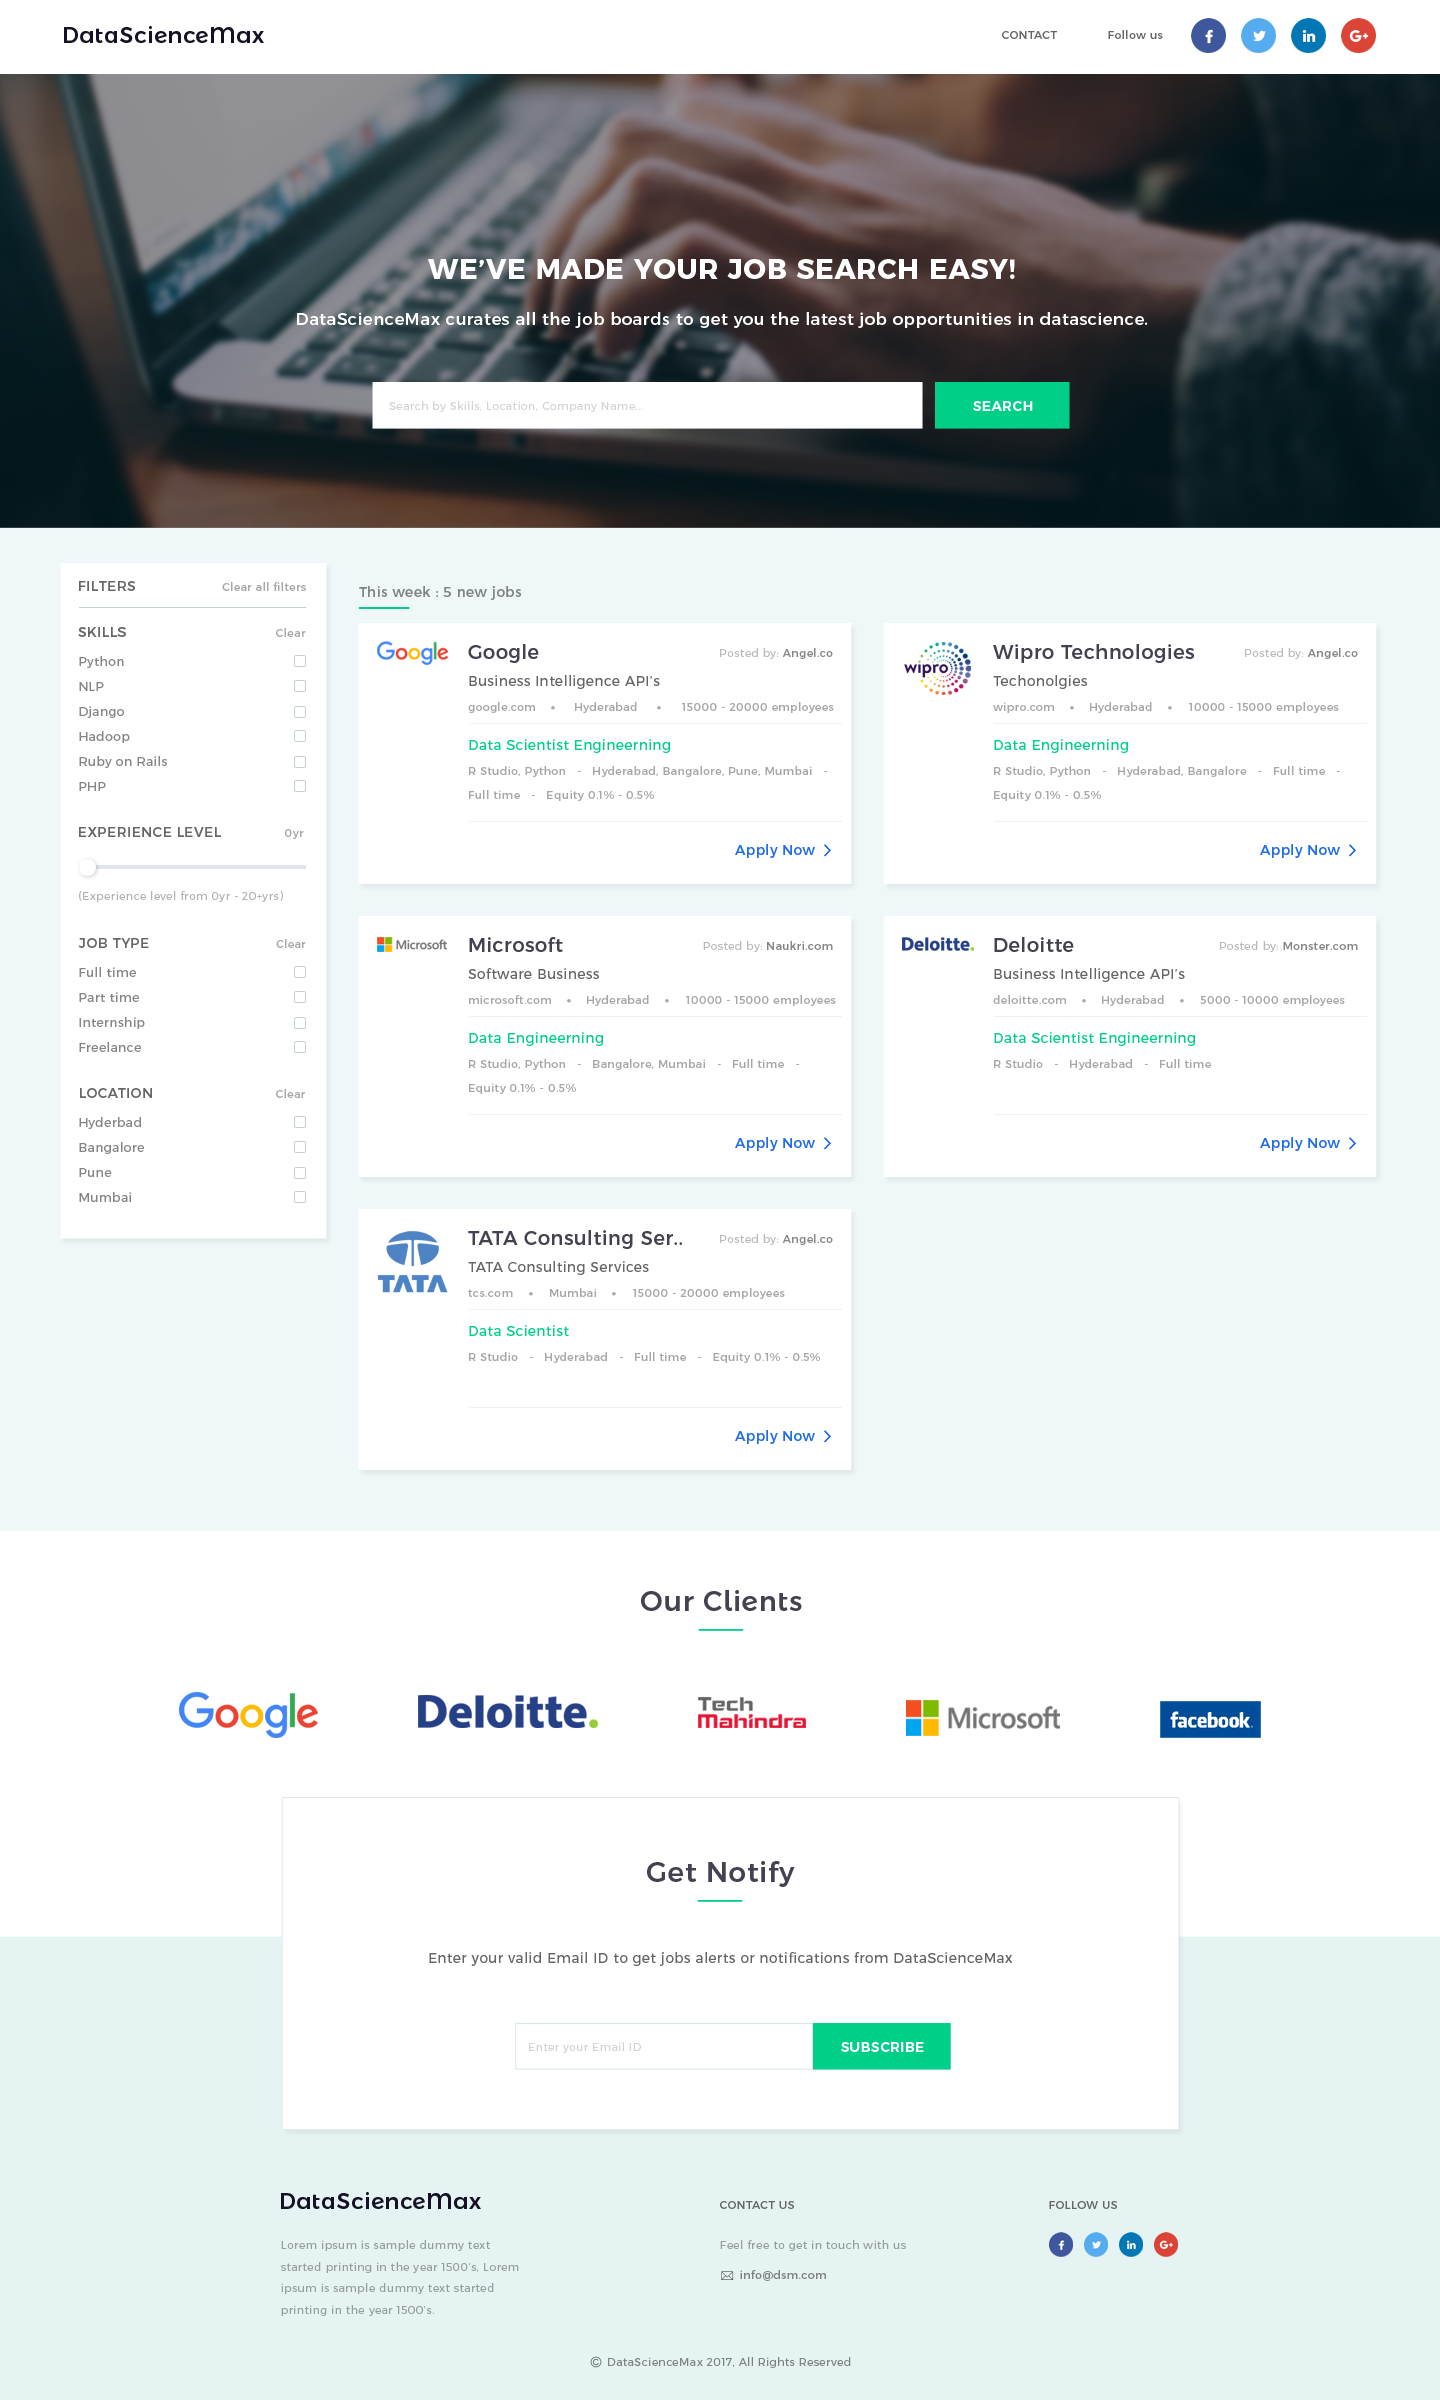 DataScienceMax
CONTACT
Follow us
WE’VE MADE YOUR JOB SEARCH EASY!
DataScienceMax curates all the job boards to get you the latest job opportunities in datascience.
Search by Skills, Location, Company Name...
SEARCH
FILTERS
Clear all filters
SKILLS
Clear
Python
NLP
Django
Hadoop
Ruby on Rails
PHP
EXPERIENCE LEVEL
0yr
(Experience level from 0yr - 20+yrs)
JOB TYPE
Clear
Full time
Part time
Internship
Freelance
LOCATION
Clear
Hyderbad
Bangalore
Pune
Mumbai
This week : 5 new jobs
Google
Google
Posted by: Angel.co
Business Intelligence API’s
google.com • Hyderabad • 15000 - 20000 employees
Data Scientist Engineerning
R Studio, Python - Hyderabad, Bangalore, Pune, Mumbai -
Full time - Equity 0.1% - 0.5%
Apply Now
wipro
Wipro Technologies
Posted by: Angel.co
Techonolgies
wipro.com • Hyderabad • 10000 - 15000 employees
Data Engineerning
R Studio, Python - Hyderabad, Bangalore - Full time -
Equity 0.1% - 0.5%
Apply Now
Microsoft
Microsoft
Posted by: Naukri.com
Software Business
microsoft.com • Hyderabad • 10000 - 15000 employees
Data Engineerning
R Studio, Python - Bangalore, Mumbai - Full time -
Equity 0.1% - 0.5%
Apply Now
Deloitte.
Deloitte
Posted by: Monster.com
Business Intelligence API’s
deloitte.com • Hyderabad • 5000 - 10000 employees
Data Scientist Engineerning
R Studio - Hyderabad - Full time
Apply Now
TATA
TATA Consulting Ser..
Posted by: Angel.co
TATA Consulting Services
tcs.com • Mumbai • 15000 - 20000 employees
Data Scientist
R Studio - Hyderabad - Full time - Equity 0.1% - 0.5%
Apply Now
Our Clients
Google
Deloitte.
Tech
Mahindra
Microsoft
facebook.
Get Notify
Enter your valid Email ID to get jobs alerts or notifications from DataScienceMax
Enter your Email ID
SUBSCRIBE
DataScienceMax
Lorem ipsum is sample dummy text
started printing in the year 1500’s, Lorem
ipsum is sample dummy text started
printing in the year 1500’s.
CONTACT US
Feel free to get in touch with us
info@dsm.com
FOLLOW US
© DataScienceMax 2017, All Rights Reserved